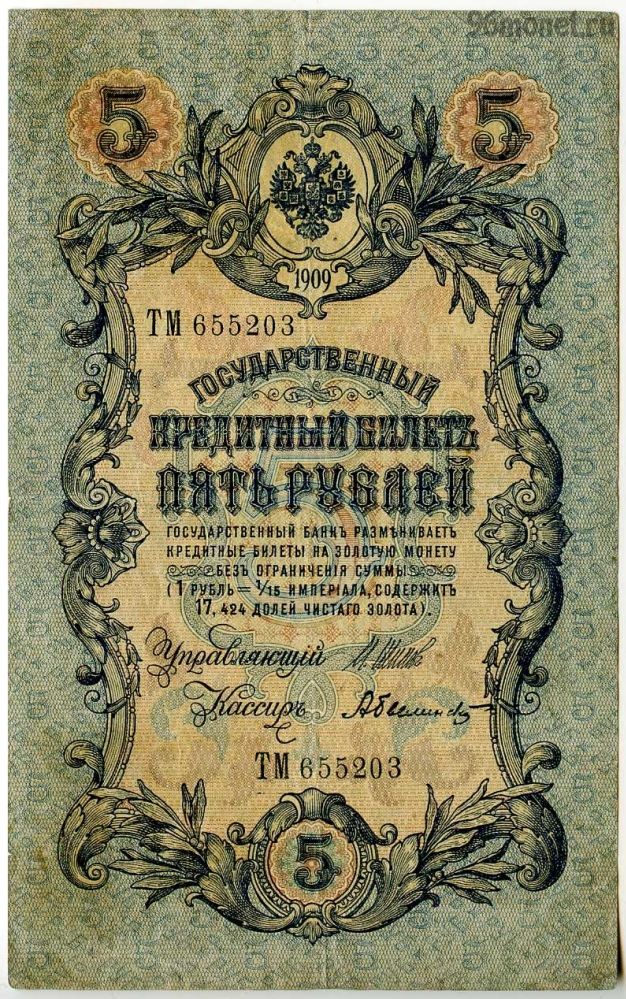 96monet.ru
5 5
1909
ТМ 655203
ГОСУДАРСТВЕННЫЙ
КРЕДИТНЫЙ БИЛЕТЪ
ПЯТЬ РУБЛЕЙ
ГОСУДАРСТВЕННЫЙ БАНКЪ РАЗМѢНИВАЕТЪ
КРЕДИТНЫЕ БИЛЕТЫ НА ЗОЛОТУЮ МОНЕТУ
БЕЗЪ ОГРАНИЧЕНІЯ СУММЫ
(1 РУБЛЬ = 1/15 ИМПЕРІАЛА, СОДЕРЖИТЪ
17,424 ДОЛЕЙ ЧИСТАГО ЗОЛОТА).
Управляющій
Кассиръ
ТМ 655203
5